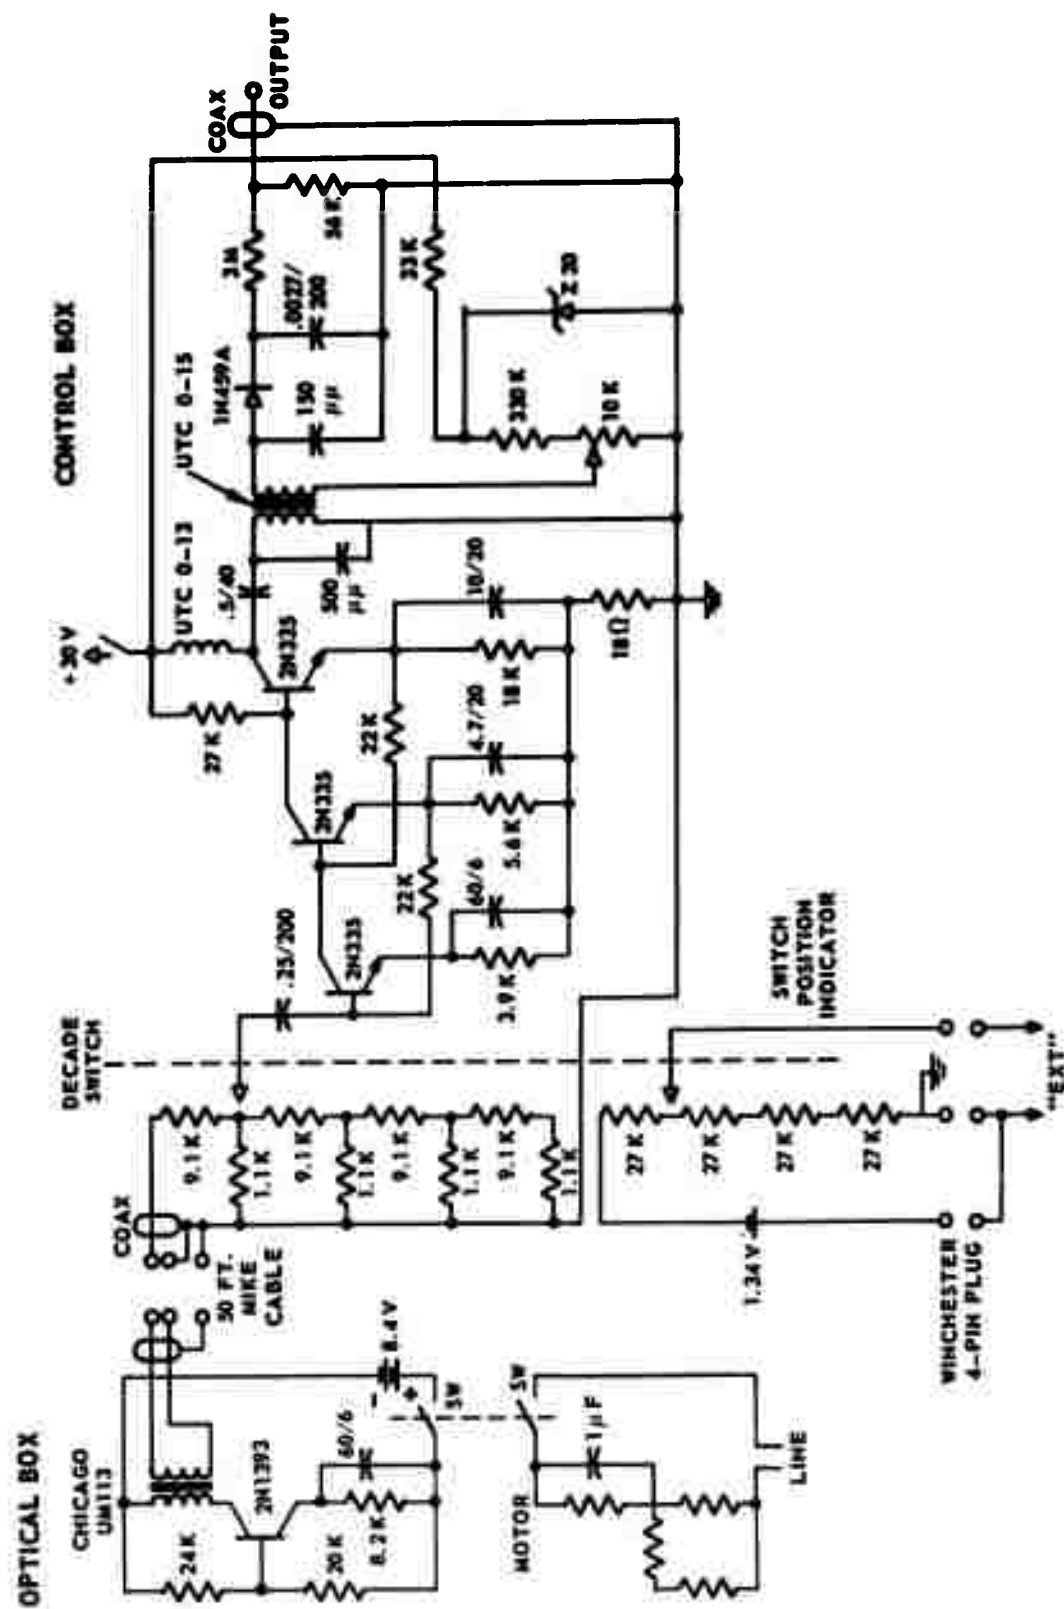 OPTICAL BOX
CHICAGO
UM113
24K
2N1393
20K
8.2K
60/6
8.4V
-
+
SW
SW
MOTOR
1μF
LINE
50 FT.
MIKE
CABLE
COAX
DECADE
SWITCH
9.1K
1.1K
9.1K
1.1K
9.1K
1.1K
9.1K
1.1K
.25/200
2N335
22K
60/6
3.9K
2N335
22K
4.7/20
5.6K
27K
+30V
UTC 0-13
2N335
.5/40
500
μμ
10/20
18K
18Ω
CONTROL BOX
UTC 0-15
1N459A
150
μμ
.0027/
200
33K
330K
10K
Z 20
COAX
OUTPUT
1.34V
27K
27K
27K
27K
SWITCH
POSITION
INDICATOR
WINCHESTER
4-PIN PLUG
"EXT"